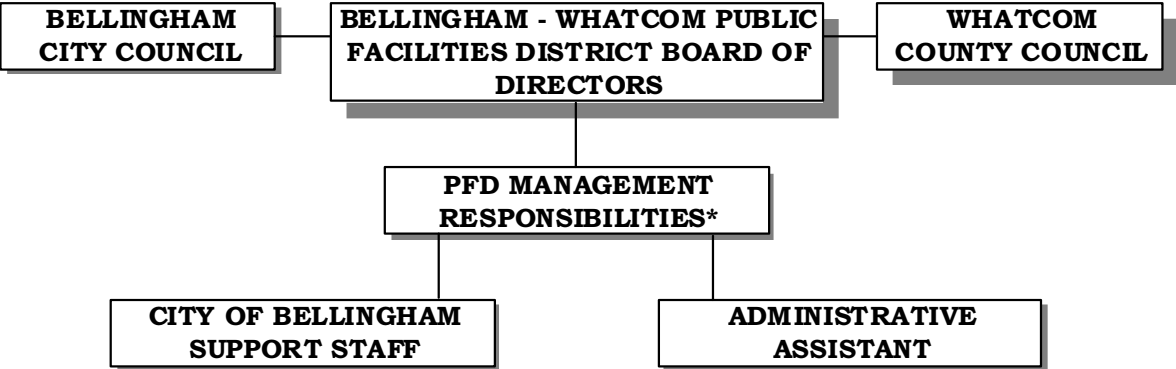 BELLINGHAM
CITY COUNCIL
BELLINGHAM - WHATCOM PUBLIC
FACILITIES DISTRICT BOARD OF
DIRECTORS
WHATCOM
COUNTY COUNCIL
PFD MANAGEMENT
RESPONSIBILITIES*
CITY OF BELLINGHAM
SUPPORT STAFF
ADMINISTRATIVE
ASSISTANT